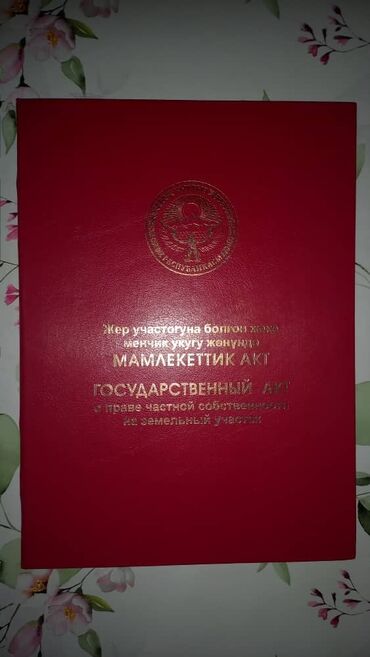 Жер участогуна болгон жеке
менчик укугу жөнүндө
МАМЛЕКЕТТИК АКТ
ГОСУДАРСТВЕННЫЙ АКТ
о праве частной собственности
на земельный участок